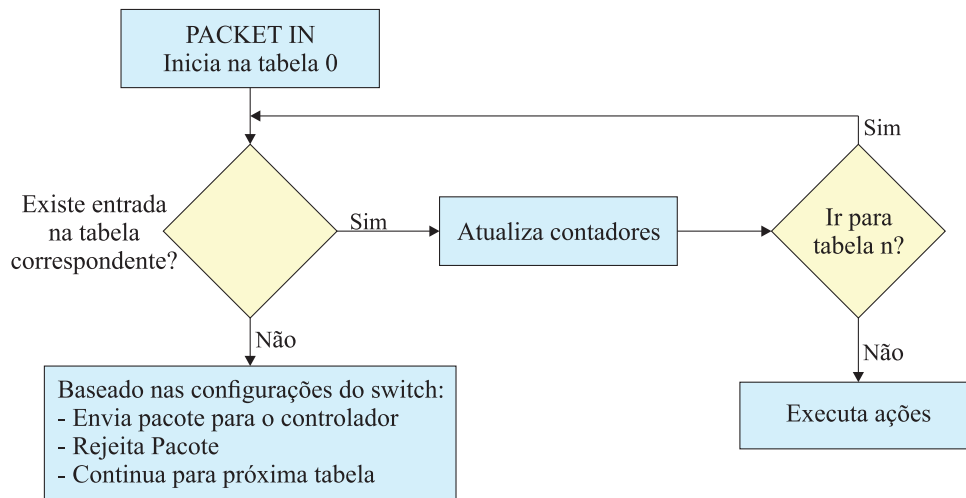 PACKET IN
Inicia na tabela 0
Sim
Existe entrada
na tabela
correspondente?
Sim
Atualiza contadores
Ir para
tabela n?
Não
Não
Baseado nas configurações do switch:
- Envia pacote para o controlador
- Rejeita Pacote
- Continua para próxima tabela
Executa ações